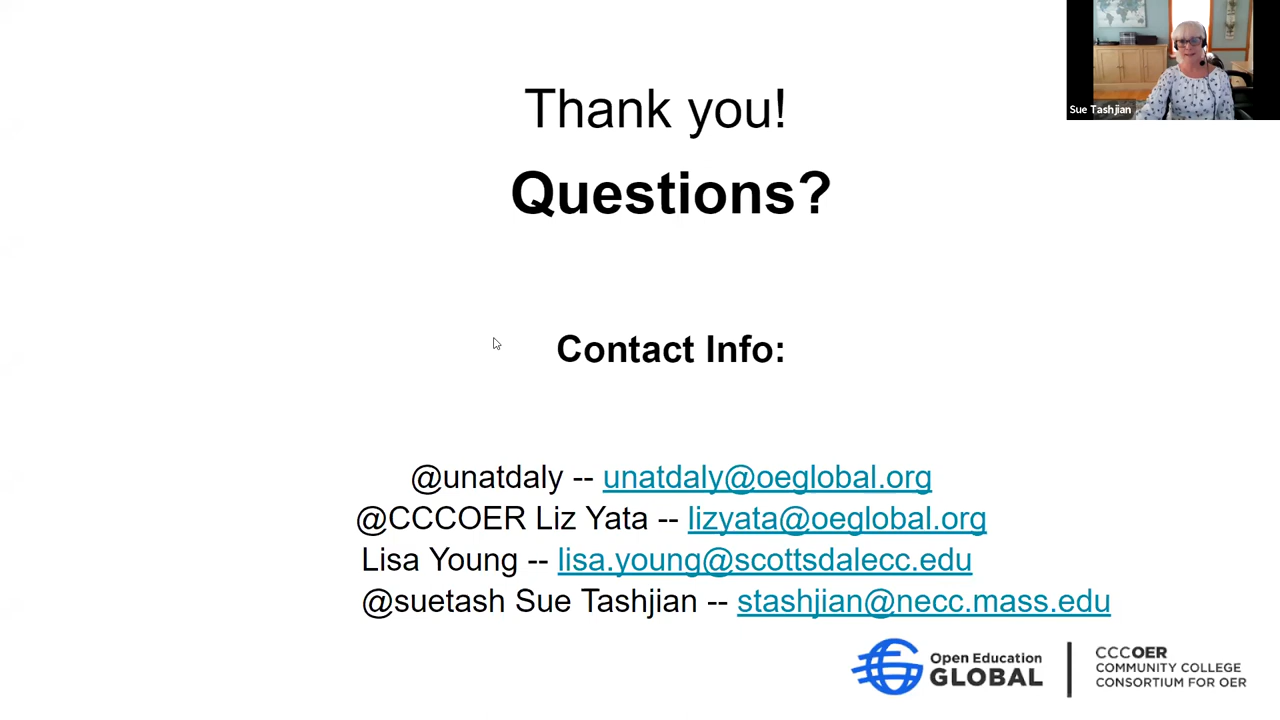 Sue Tashjian
Thank you!
Questions?
Contact Info:
@unatdaly -- unatdaly@oeglobal.org
@CCCOER Liz Yata -- lizyata@oeglobal.org
Lisa Young -- lisa.young@scottsdalecc.edu
@suetash Sue Tashjian -- stashjian@necc.mass.edu
Open Education
GLOBAL
CCCOER
COMMUNITY COLLEGE
CONSORTIUM FOR OER